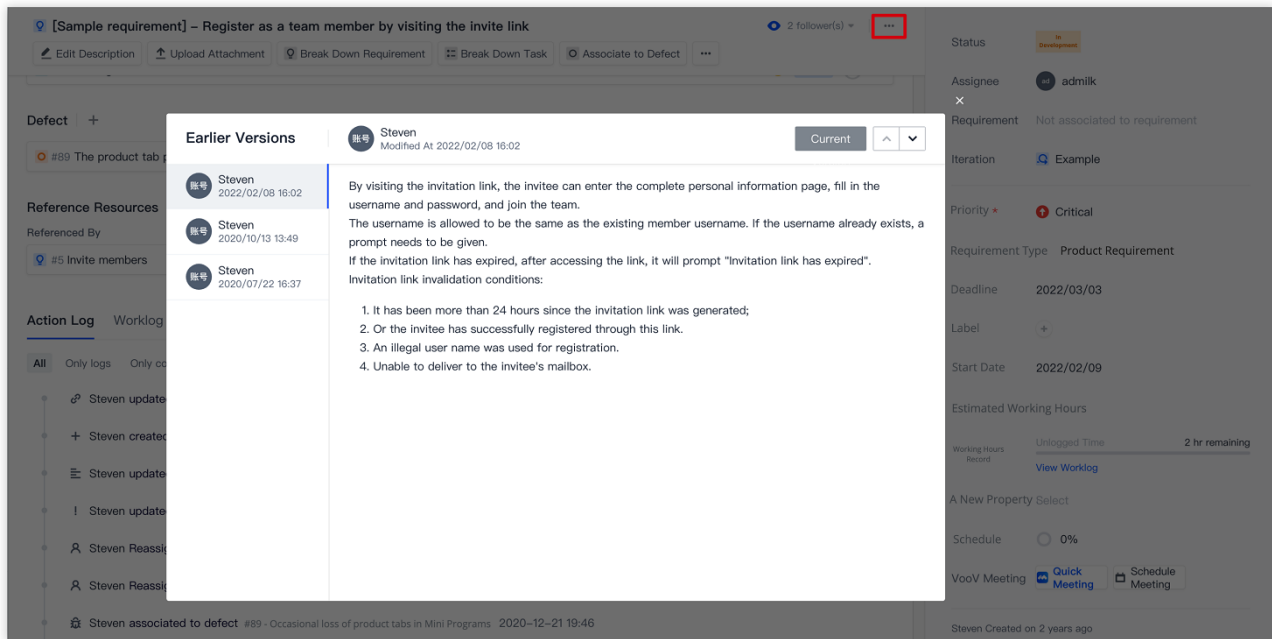 [Sample requirement] – Register as a team member by visiting the invite link
2 follower(s)
Edit Description
Upload Attachment
Break Down Requirement
Break Down Task
Associate to Defect
Defect
#89 The product tab
Reference Resources
Referenced By
#5 Invite members
Action Log
Worklog
All
Only logs
Only co
Steven update
Steven created
Steven update
Steven update
Steven Reassig
Steven Reassig
Steven associated to defect #89 - Occasional loss of product tabs in Mini Programs 2020-12-21 19:46
Earlier Versions
账号
Steven
2022/02/08 16:02
账号
Steven
2020/10/13 13:49
账号
Steven
2020/07/22 16:37
账号
Steven
Modified At 2022/02/08 16:02
Current
By visiting the invitation link, the invitee can enter the complete personal information page, fill in the
username and password, and join the team.
The username is allowed to be the same as the existing member username. If the username already exists, a
prompt needs to be given.
If the invitation link has expired, after accessing the link, it will prompt "Invitation link has expired".
Invitation link invalidation conditions:
1. It has been more than 24 hours since the invitation link was generated;
2. Or the invitee has successfully registered through this link.
3. An illegal user name was used for registration.
4. Unable to deliver to the invitee's mailbox.
Status
In
Development
Assignee
ad
admilk
Requirement
Not associated to requirement
Iteration
Example
Priority *
Critical
Requirement Type
Product Requirement
Deadline
2022/03/03
Label
Start Date
2022/02/09
Estimated Working Hours
Working Hours
Record
Unlogged Time
2 hr remaining
View Worklog
A New Property
Select
Schedule
0%
VooV Meeting
Quick
Meeting
Schedule
Meeting
Steven Created on 2 years ago